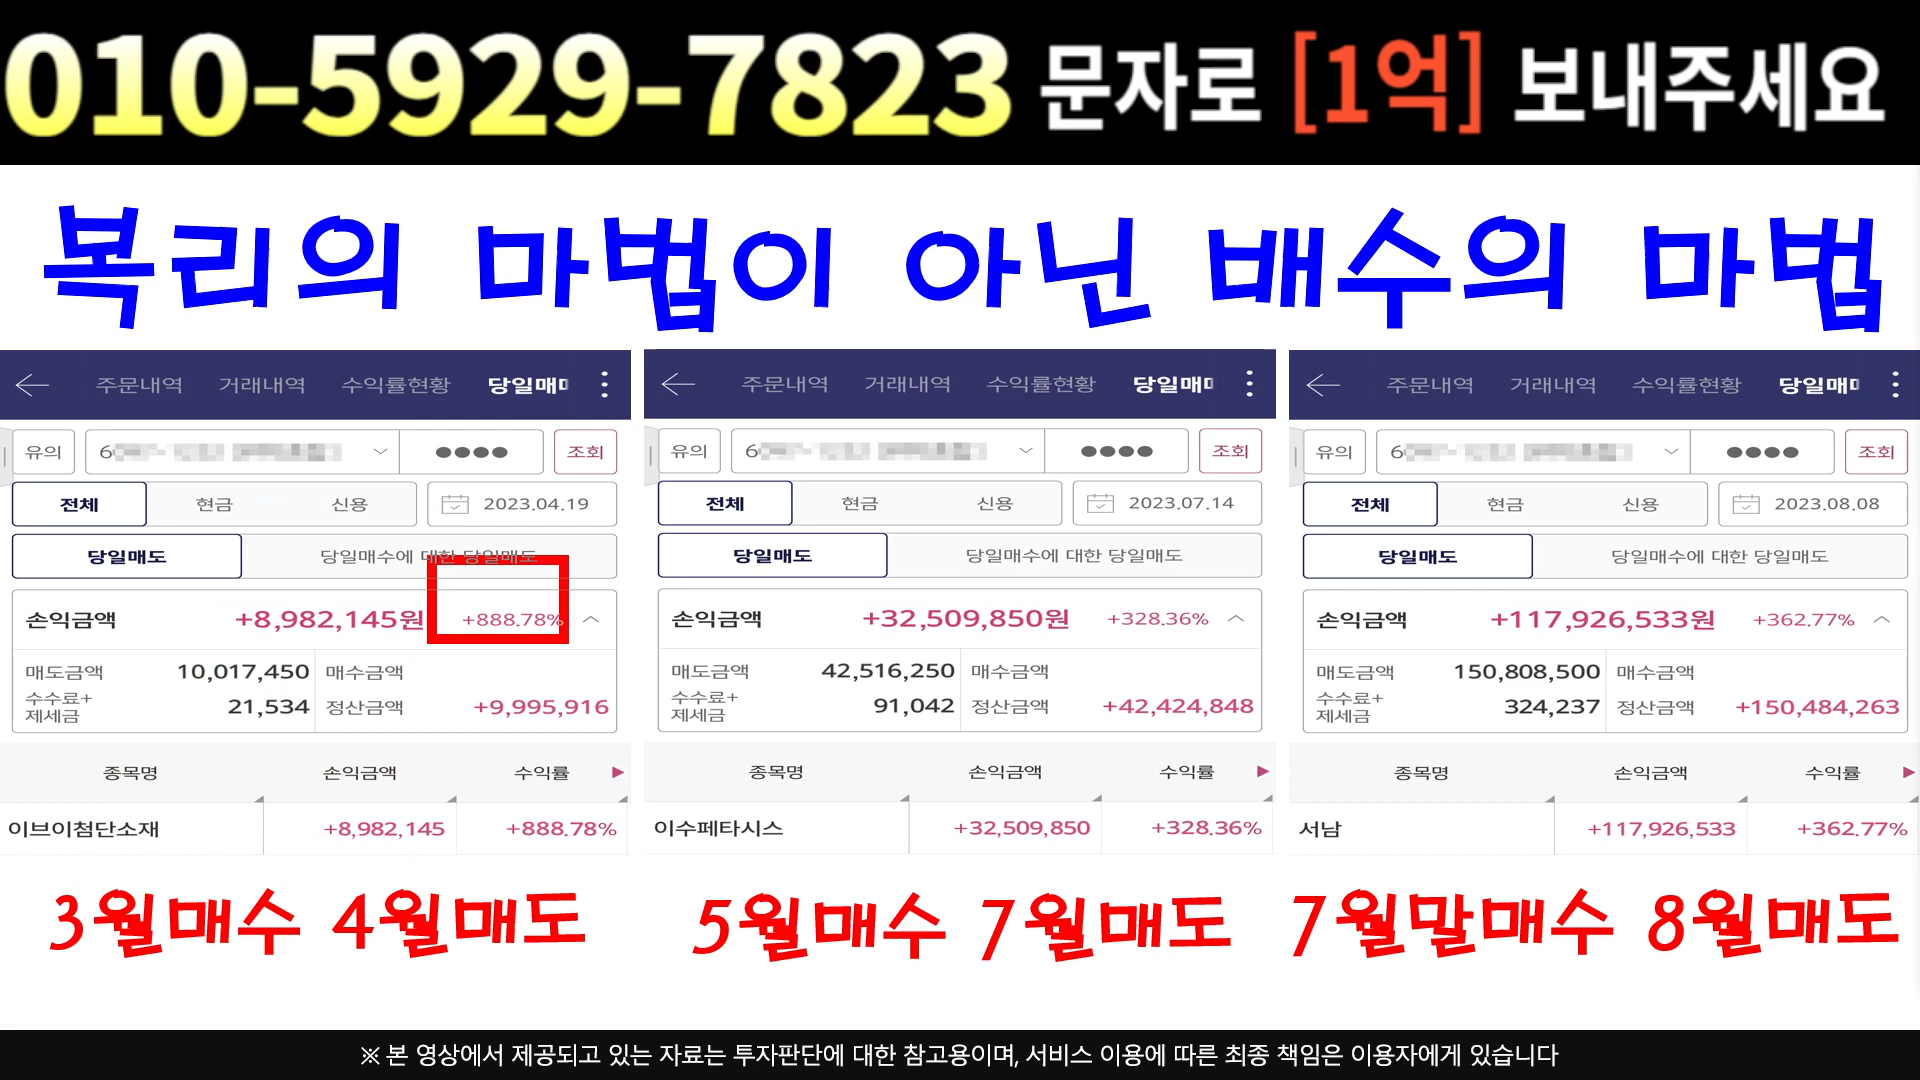 010-5929-7823 문자로 [1억] 보내주세요
복리의 마법이 아닌 배수의 마법
주문내역 거래내역 수익률현황 당일매
유의 6 ●●●● 조회
전체 현금 신용 2023.04.19
당일매도 당일매수에 대한 당일매도
손익금액 +8,982,145원 +888.78%
매도금액 10,017,450 매수금액
수수료+
제세금 21,534 정산금액 +9,995,916
종목명 손익금액 수익률
이브이첨단소재 +8,982,145 +888.78%
3월매수 4월매도
주문내역 거래내역 수익률현황 당일매
유의 6 ●●●● 조회
전체 현금 신용 2023.07.14
당일매도 당일매수에 대한 당일매도
손익금액 +32,509,850원 +328.36%
매도금액 42,516,250 매수금액
수수료+
제세금 91,042 정산금액 +42,424,848
종목명 손익금액 수익률
이수페타시스 +32,509,850 +328.36%
5월매수 7월매도
주문내역 거래내역 수익률현황 당일매
유의 6 ●●●● 조회
전체 현금 신용 2023.08.08
당일매도 당일매수에 대한 당일매도
손익금액 +117,926,533원 +362.77%
매도금액 150,808,500 매수금액
수수료+
제세금 324,237 정산금액 +150,484,263
종목명 손익금액 수익률
서남 +117,926,533 +362.77%
7월말매수 8월매도
※ 본 영상에서 제공되고 있는 자료는 투자판단에 대한 참고용이며, 서비스 이용에 따른 최종 책임은 이용자에게 있습니다